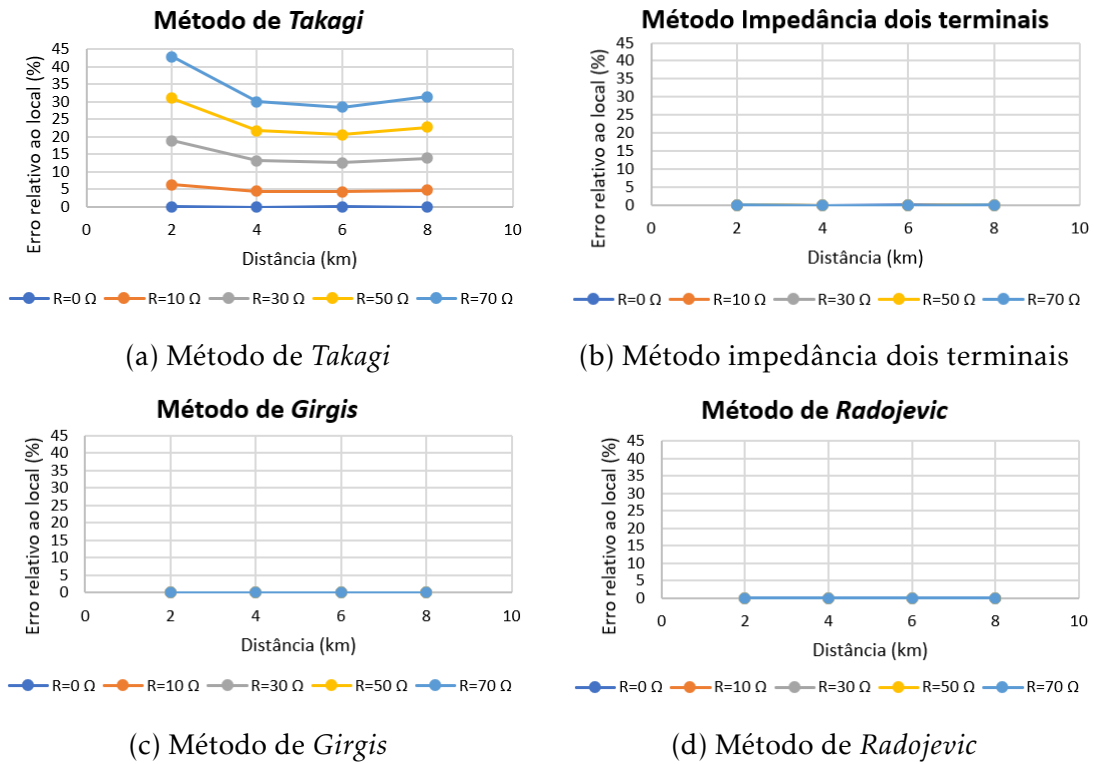 Método de Takagi
Erro relativo ao local (%)
45
40
35
30
25
20
15
10
5
0
0 2 4 6 8 10
Distância (km)
R=0 Ω R=10 Ω R=30 Ω R=50 Ω R=70 Ω
(a) Método de Takagi
Método Impedância dois terminais
Erro relativo ao local (%)
45
40
35
30
25
20
15
10
5
0
0 2 4 6 8 10
Distância (km)
R=0 Ω R=10 Ω R=30 Ω R=50 Ω R=70 Ω
(b) Método impedância dois terminais
Método de Girgis
Erro relativo ao local (%)
45
40
35
30
25
20
15
10
5
0
0 2 4 6 8 10
Distância (km)
R=0 Ω R=10 Ω R=30 Ω R=50 Ω R=70 Ω
(c) Método de Girgis
Método de Radojevic
Erro relativo ao local (%)
45
40
35
30
25
20
15
10
5
0
0 2 4 6 8 10
Distância (km)
R=0 Ω R=10 Ω R=30 Ω R=50 Ω R=70 Ω
(d) Método de Radojevic